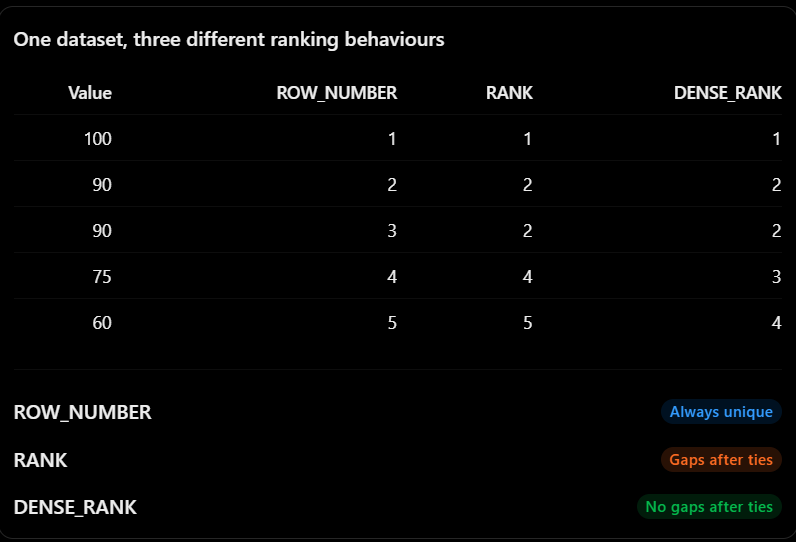 One dataset, three different ranking behaviours
Value ROW_NUMBER RANK DENSE_RANK
100 1 1 1
90 2 2 2
90 3 2 2
75 4 4 3
60 5 5 4
ROW_NUMBER Always unique
RANK Gaps after ties
DENSE_RANK No gaps after ties